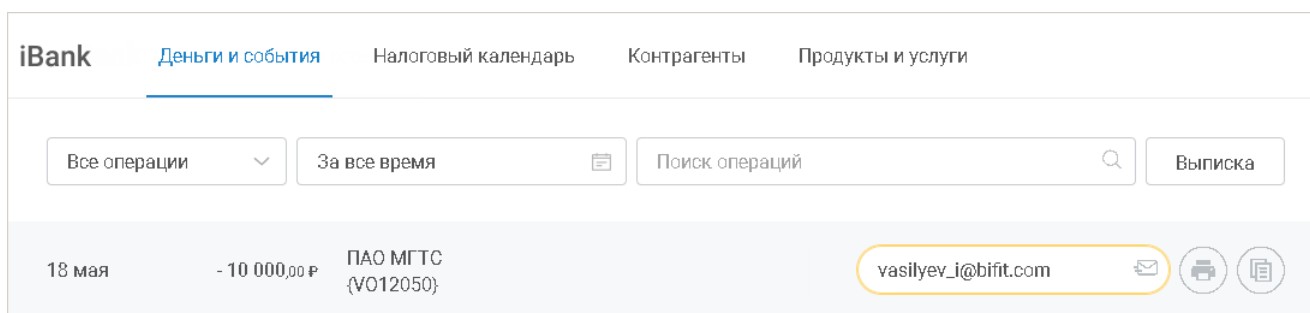 iBank Деньги и события Налоговый календарь Контрагенты Продукты и услуги
Все операции За все время Поиск операций Выписка
18 мая - 10 000,00 ₽ ПАО МГТС vasilyev_i@bifit.com
{VO12050}